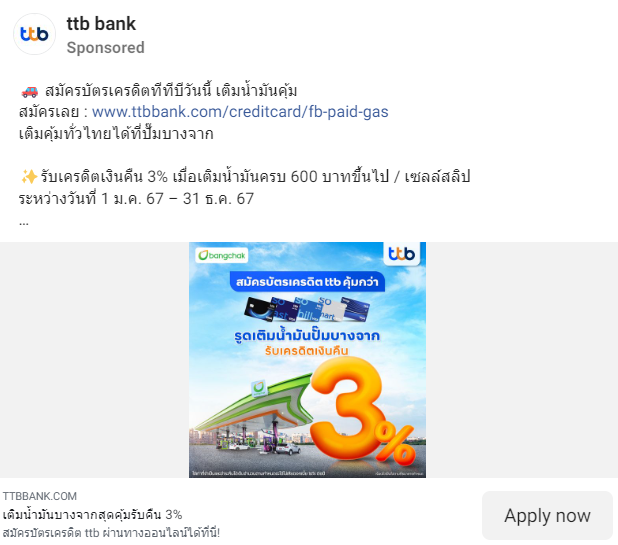 ttb
ttb bank
Sponsored
🚗 สมัครบัตรเครดิตทีทีบีวันนี้ เติมน้ำมันคุ้ม
สมัครเลย : www.ttbbank.com/creditcard/fb-paid-gas
เติมคุ้มทั่วไทยได้ที่ปั๊มบางจาก
✨รับเครดิตเงินคืน 3% เมื่อเติมน้ำมันครบ 600 บาทขึ้นไป / เซลล์สลิป
ระหว่างวันที่ 1 ม.ค. 67 – 31 ธ.ค. 67
...
bangchak
ttb
สมัครบัตรเครดิต ttb คุ้มกว่า
รูดเติมน้ำมันปั๊มบางจาก
รับเครดิตเงินคืน
3%
TTBBANK.COM
เติมน้ำมันบางจากสุดคุ้มรับคืน 3%
สมัครบัตรเครดิต ttb ผ่านทางออนไลน์ได้ที่นี่!
Apply now